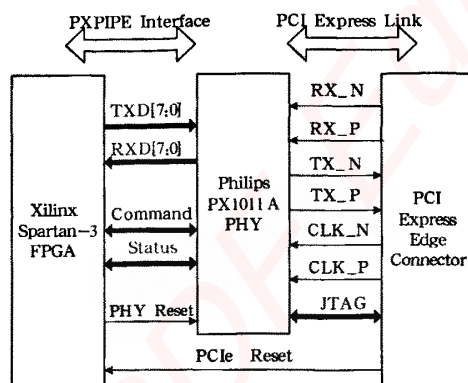 PXPIPE Interface
PCI Express Link
TXD[7:0]
RXD[7:0]
Command
Status
PHY Reset
Xilinx
Spartan-3
FPGA
Philips
PX1011A
PHY
RX_N
RX_P
TX_N
TX_P
CLK_N
CLK_P
JTAG
PCI
Express
Edge
Connector
PCIe Reset